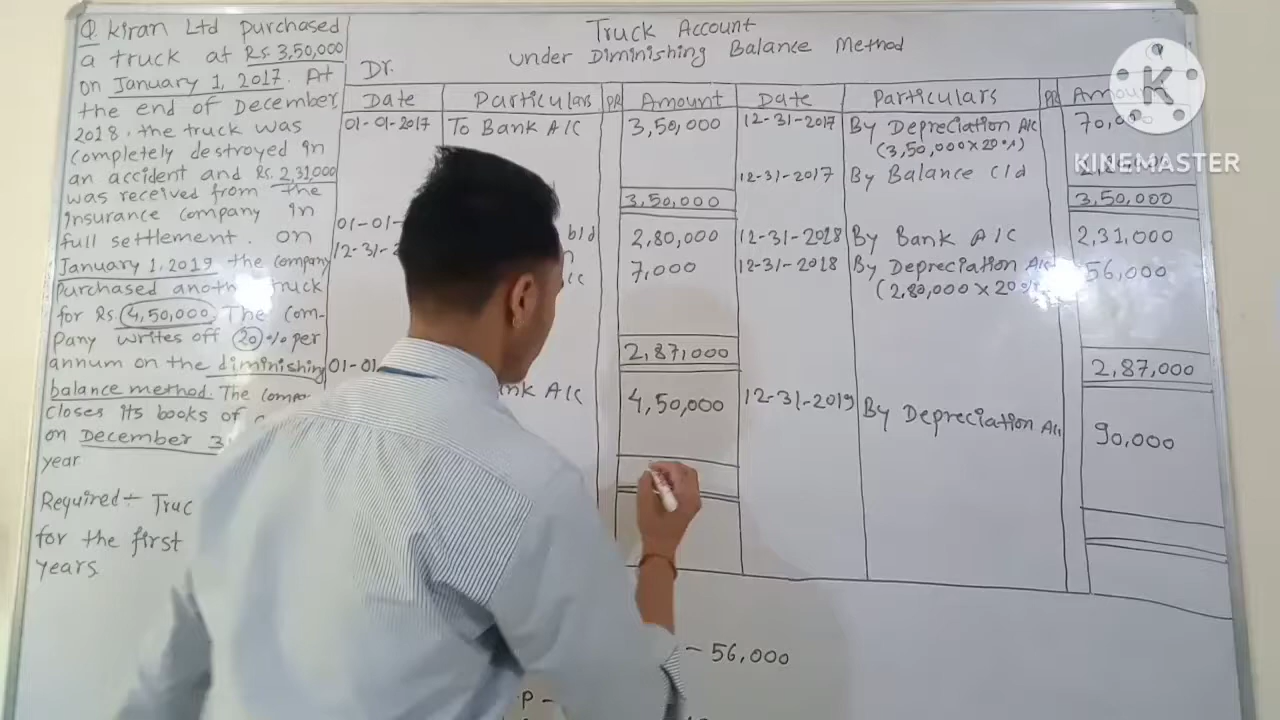 Q. Kiran Ltd purchased
a truck at Rs. 3,50,000
on January 1, 2017. At
the end of December
2018, the truck was
completely destroyed in
an accident and Rs. 2,31,000
was received from the
insurance company in
full settlement. on
January 1, 2019 the company
purchased another truck
for Rs. 4,50,000. The com-
pany writes off 20% per
annum on the diminishing
balance method. The compa
closes its books of
on December 3
year
Required:- Truc
for the first
years.
Truck Account
under Diminishing Balance Method
Dr.
Date Particulars PR Amount Date Particulars PR Amount
01-01-2017 To Bank A/C 3,50,000 12-31-2017 By Depreciation A/C 70,000
(3,50,000 x 20%)
12-31-2017 By Balance c/d
3,50,000 3,50,000
01-01- b/d 2,80,000 12-31-2018 By Bank A/C 2,31,000
12-31-2 7,000 12-31-2018 By Depreciation A/C 56,000
(2,80,000 x 20%
2,87,000 2,87,000
01-01 Bank A/C 4,50,000 12-31-2019 By Depreciation A/C 90,000
- 56,000
P -
K
KINEMASTER